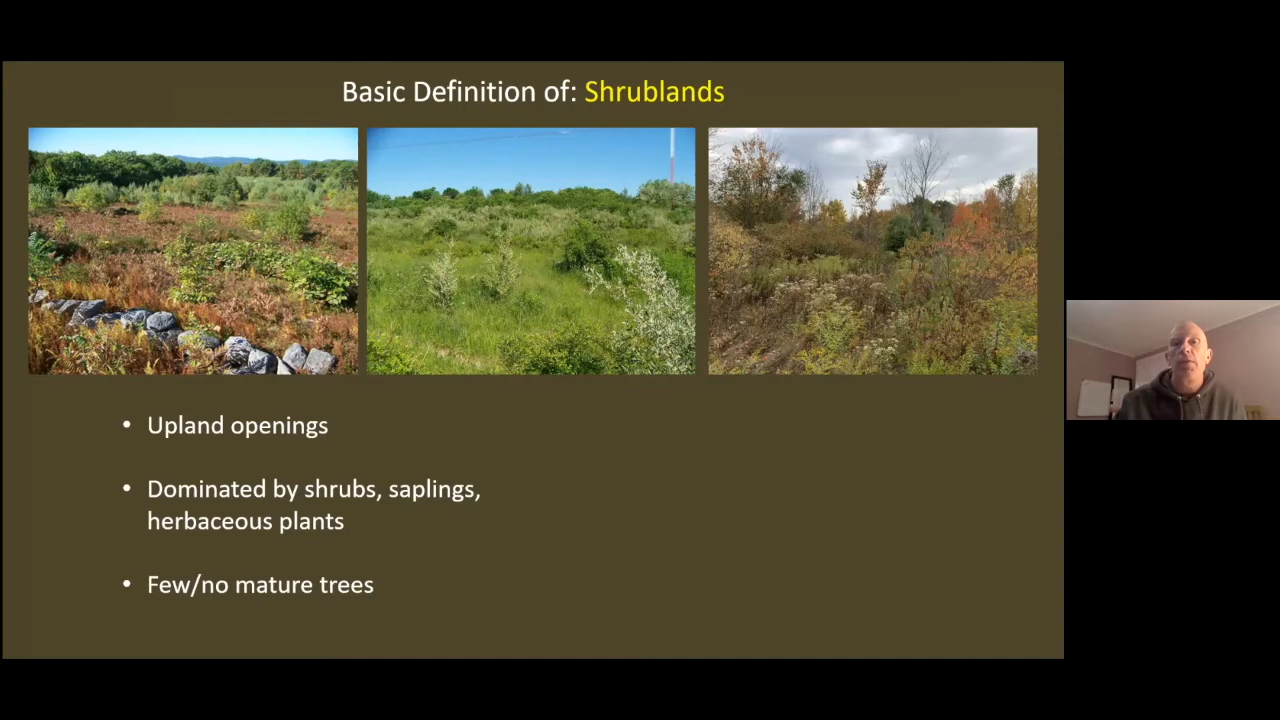 Basic Definition of: Shrublands
• Upland openings
• Dominated by shrubs, saplings,
herbaceous plants
• Few/no mature trees